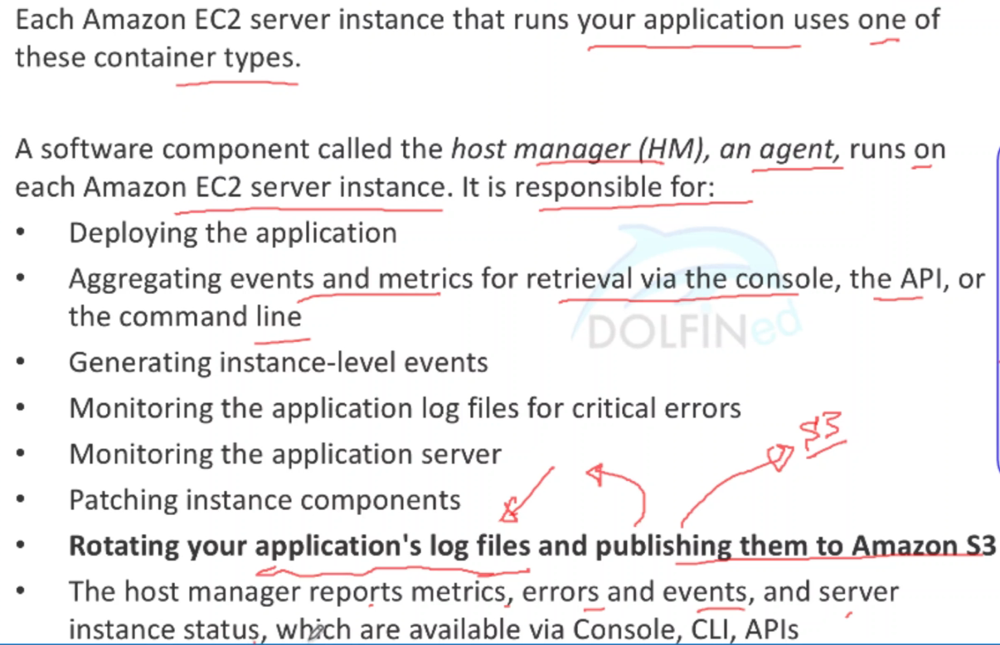 Each Amazon EC2 server instance that runs your application uses one of
these container types.
A software component called the host manager (HM), an agent, runs on
each Amazon EC2 server instance. It is responsible for:
• Deploying the application
• Aggregating events and metrics for retrieval via the console, the API, or
the command line
DOLFINed
• Generating instance-level events
• Monitoring the application log files for critical errors
S3
• Monitoring the application server
• Patching instance components
• Rotating your application's log files and publishing them to Amazon S3
• The host manager reports metrics, errors and events, and server
instance status, which are available via Console, CLI, APIs